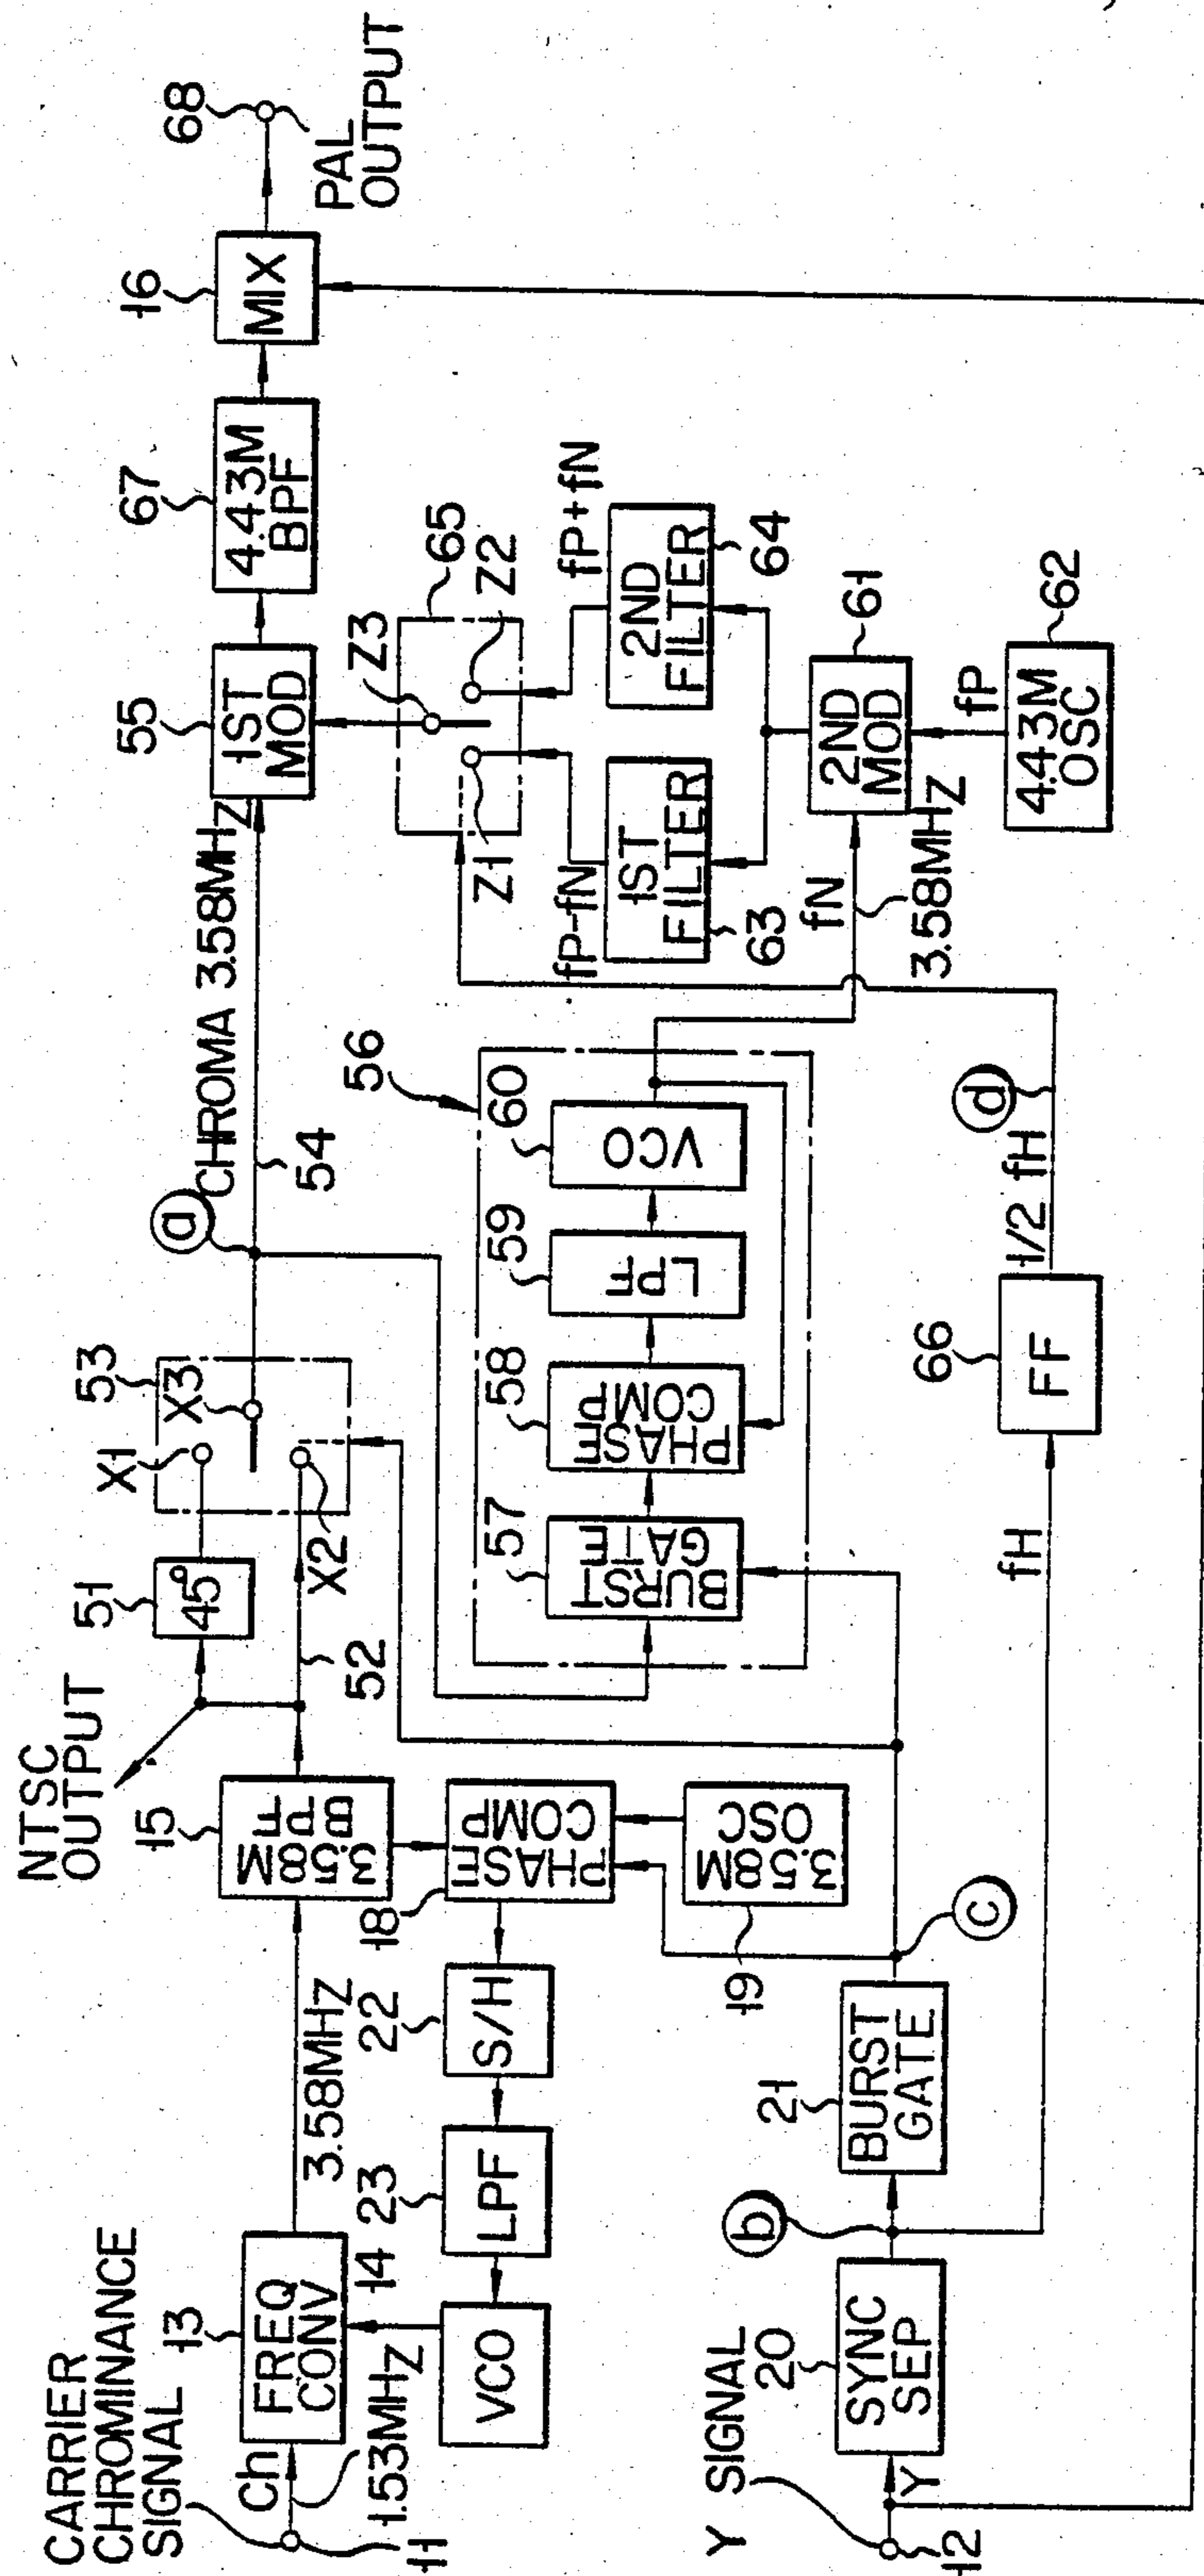 CARRIER
CHROMINANCE
SIGNAL
Ch
11
1.53MHZ
13
FREQ
CONV
14
VCO
3.58MHZ
23
LPF
22
S/H
15
3.58M
BPF
18
PHASE
COMP
19
3.58M
OSC
NTSC
OUTPUT
51
45°
52
53
X1
X2
X3
a
CHROMA 3.58MHZ
54
55
1ST
MOD
67
4.43M
BPF
16
MIX
68
PAL
OUTPUT
56
57
BURST
GATE
58
PHASE
COMP
59
LPF
60
VCO
Z3
65
Z1
Z2
fP-fN
fP+fN
1ST
FILTER
63
2ND
FILTER
64
fN
3.58MHZ
2ND
MOD
61
fP
4.43M
OSC
62
Y SIGNAL
12
Y
20
SYNC
SEP
b
21
BURST
GATE
c
fH
66
FF
1/2 fH
d